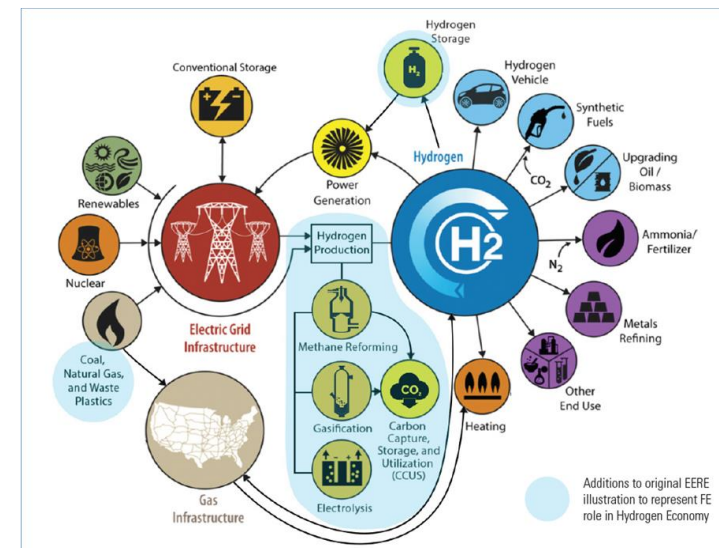 Hydrogen
Storage
H₂
Conventional Storage
Hydrogen
Vehicle
Synthetic
Fuels
CO₂
Upgrading
Oil /
Biomass
Renewables
Power
Generation
Hydrogen
H2
Ammonia/
Fertilizer
N₂
Nuclear
Hydrogen
Production
Electric Grid
Infrastructure
Methane Reforming
Metals
Refining
Coal,
Natural Gas,
and Waste
Plastics
CO₂
Other
End Use
Heating
Gasification
Carbon
Capture,
Storage, and
Utilization
(CCUS)
Electrolysis
Gas
Infrastructure
Additions to original EERE
illustration to represent FE
role in Hydrogen Economy